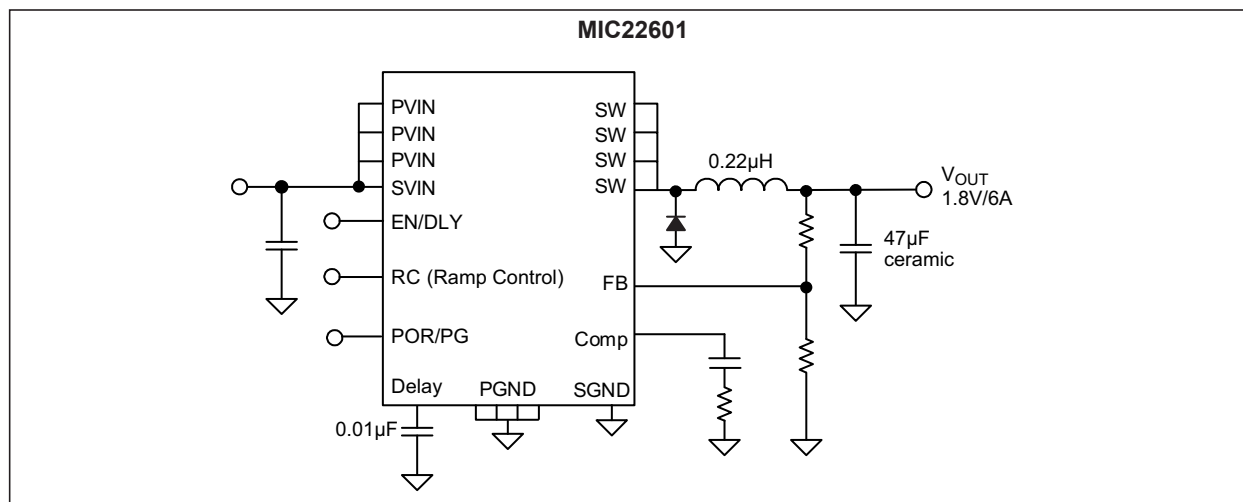 MIC22601
PVIN
PVIN
PVIN
SVIN
EN/DLY
RC (Ramp Control)
POR/PG
Delay
PGND
SGND
SW
SW
SW
SW
FB
Comp
0.22µH
VOUT
1.8V/6A
47µF
ceramic
0.01µF